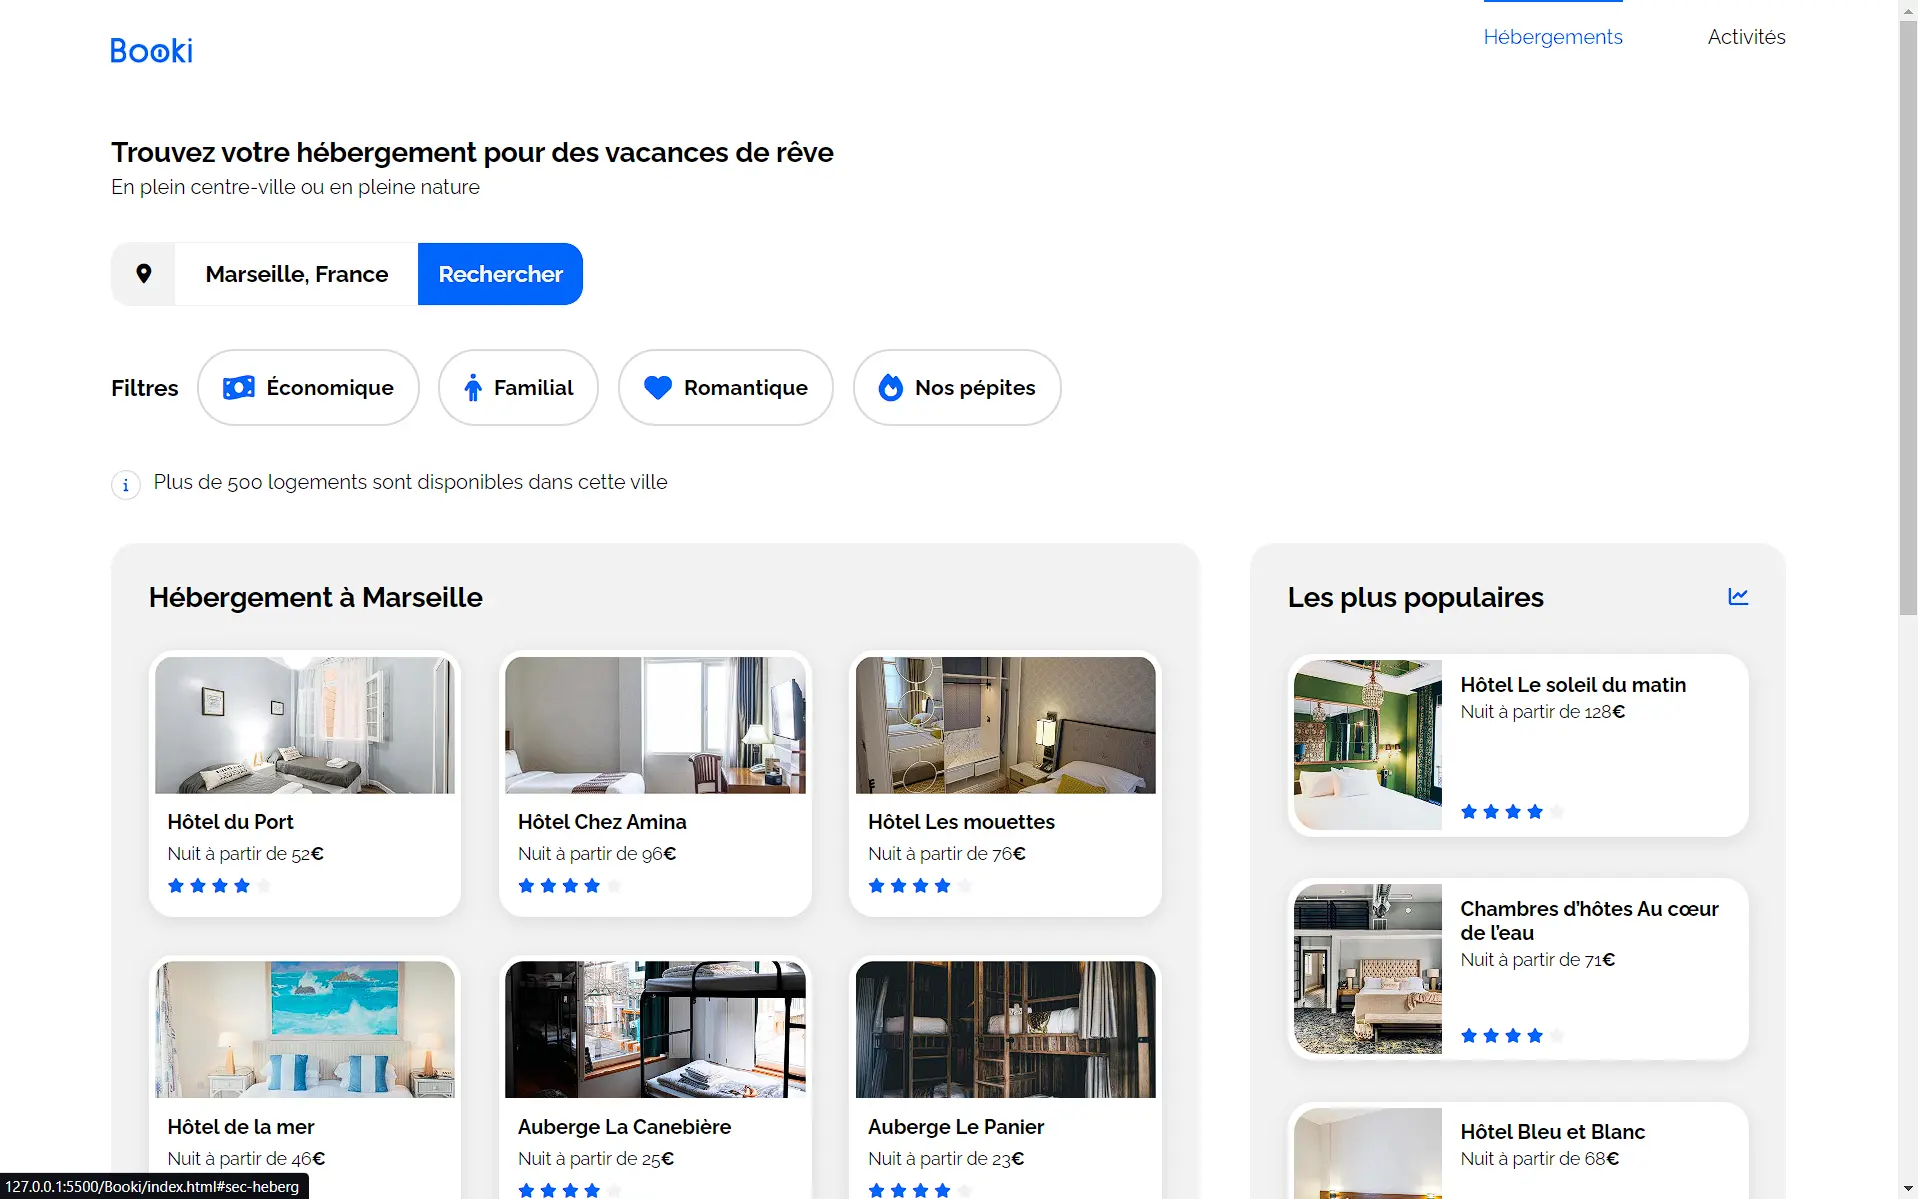 Booki
Hébergements
Activités
Trouvez votre hébergement pour des vacances de rêve
En plein centre-ville ou en pleine nature
Marseille, France
Rechercher
Filtres
Économique
Familial
Romantique
Nos pépites
i
Plus de 500 logements sont disponibles dans cette ville
Hébergement à Marseille
Hôtel du Port
Nuit à partir de 52€
Hôtel Chez Amina
Nuit à partir de 96€
Hôtel Les mouettes
Nuit à partir de 76€
Hôtel de la mer
Nuit à partir de 46€
Auberge La Canebière
Nuit à partir de 25€
Auberge Le Panier
Nuit à partir de 23€
Les plus populaires
Hôtel Le soleil du matin
Nuit à partir de 128€
Chambres d’hôtes Au cœur
de l’eau
Nuit à partir de 71€
Hôtel Bleu et Blanc
Nuit à partir de 68€
127.0.0.1:5500/Booki/index.html#sec-heberg